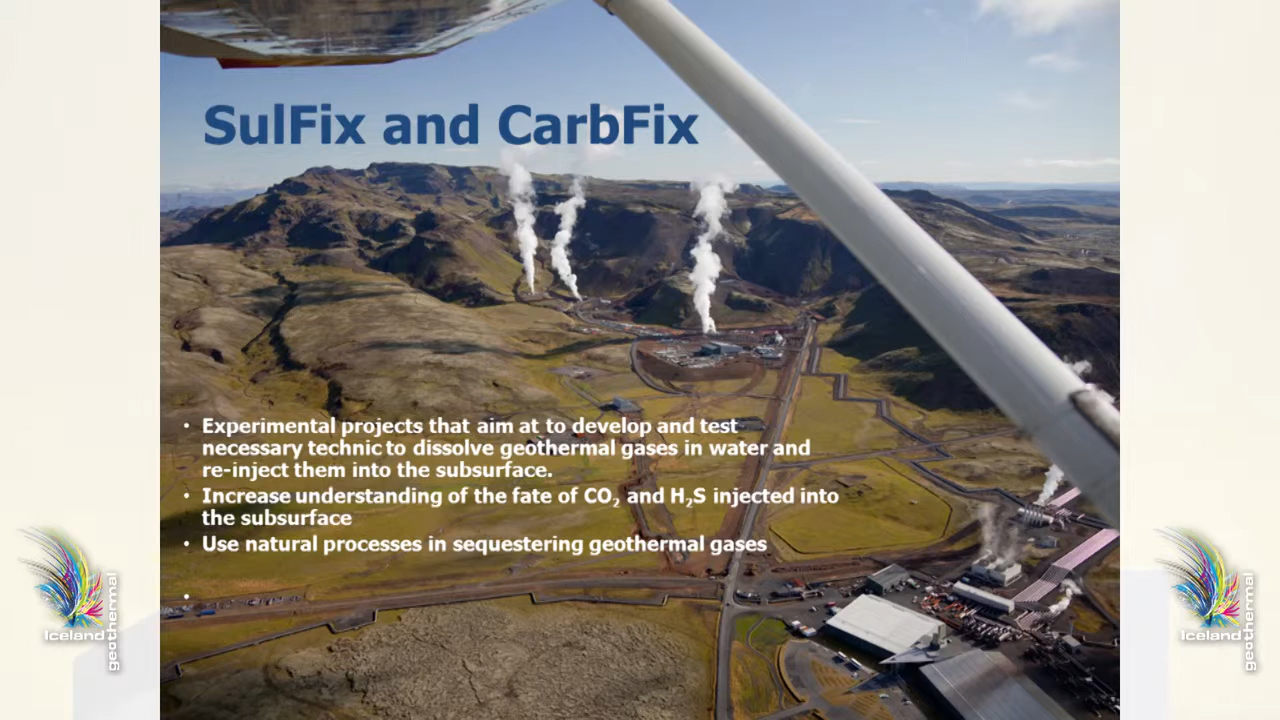 SulFix and CarbFix
• Experimental projects that aim at to develop and test
necessary technic to dissolve geothermal gases in water and
re-inject them into the subsurface.
• Increase understanding of the fate of CO₂ and H₂S injected into
the subsurface
• Use natural processes in sequestering geothermal gases
•
Iceland
geothermal
Iceland
geothermal